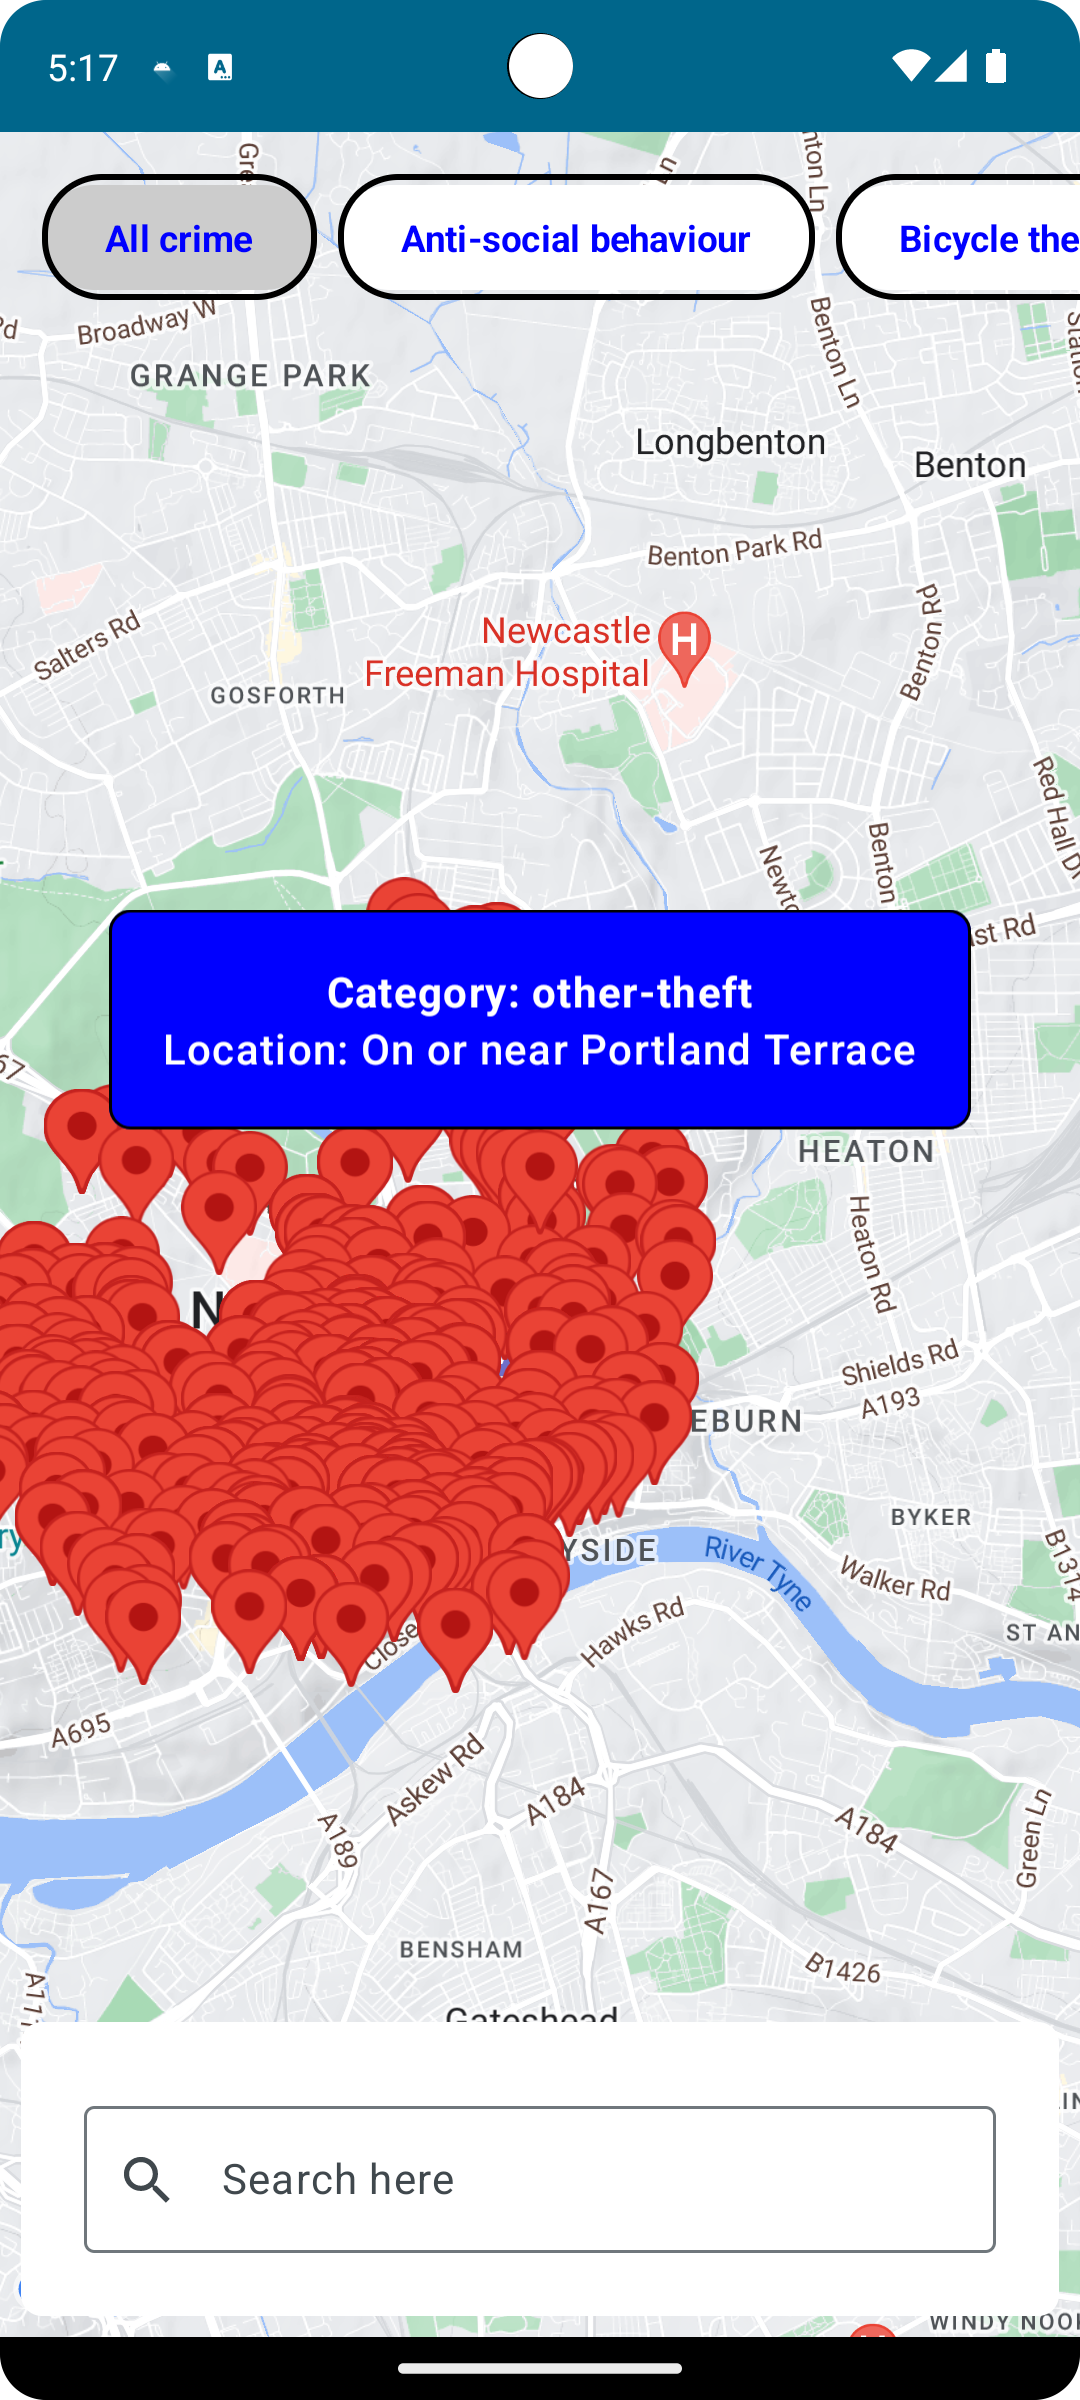 5:17
All crime
Anti-social behaviour
Bicycle the
Broadway W
GRANGE PARK
Benton Ln
Longbenton
Benton
Benton Park Rd
Salters Rd
Newcastle
Freeman Hospital
H
Benton Rd
GOSFORTH
Red Hall Dr
Benton
Category: other-theft
Location: On or near Portland Terrace
HEATON
Heaton Rd
N
Shields Rd
A193
EBURN
BYKER
YSIDE
River Tyne
Walker Rd
B1314
Hawks Rd
ST AN
Close
A695
Askew Rd
A184
A189
A184
Green Ln
A167
BENSHAM
B1426
Gateshead
Search here
WINDY NOOK